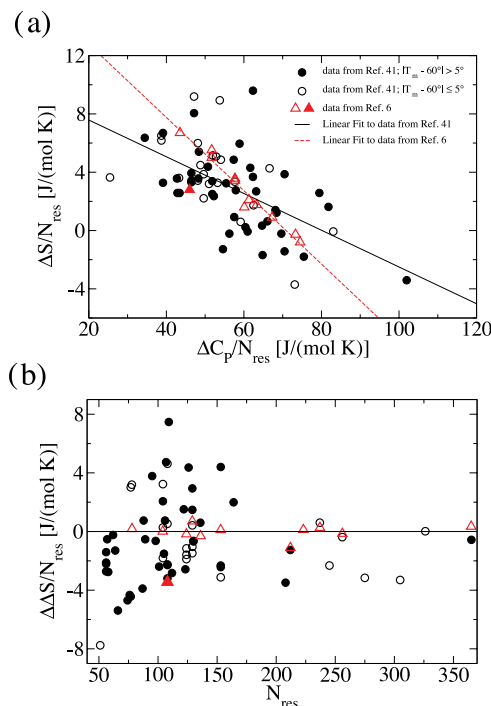 (a)
12
8
4
0
-4
ΔS/N_res [J/(mol K)]
data from Ref. 41; |T_m - 60°| > 5°
data from Ref. 41; |T_m - 60°| ≤ 5°
data from Ref. 6
Linear Fit to data from Ref. 41
Linear Fit to data from Ref. 6
20 40 60 80 100 120
ΔC_P/N_res [J/(mol K)]
(b)
8
4
0
-4
-8
ΔΔS/N_res [J/(mol K)]
50 100 150 200 250 300 350
N_res